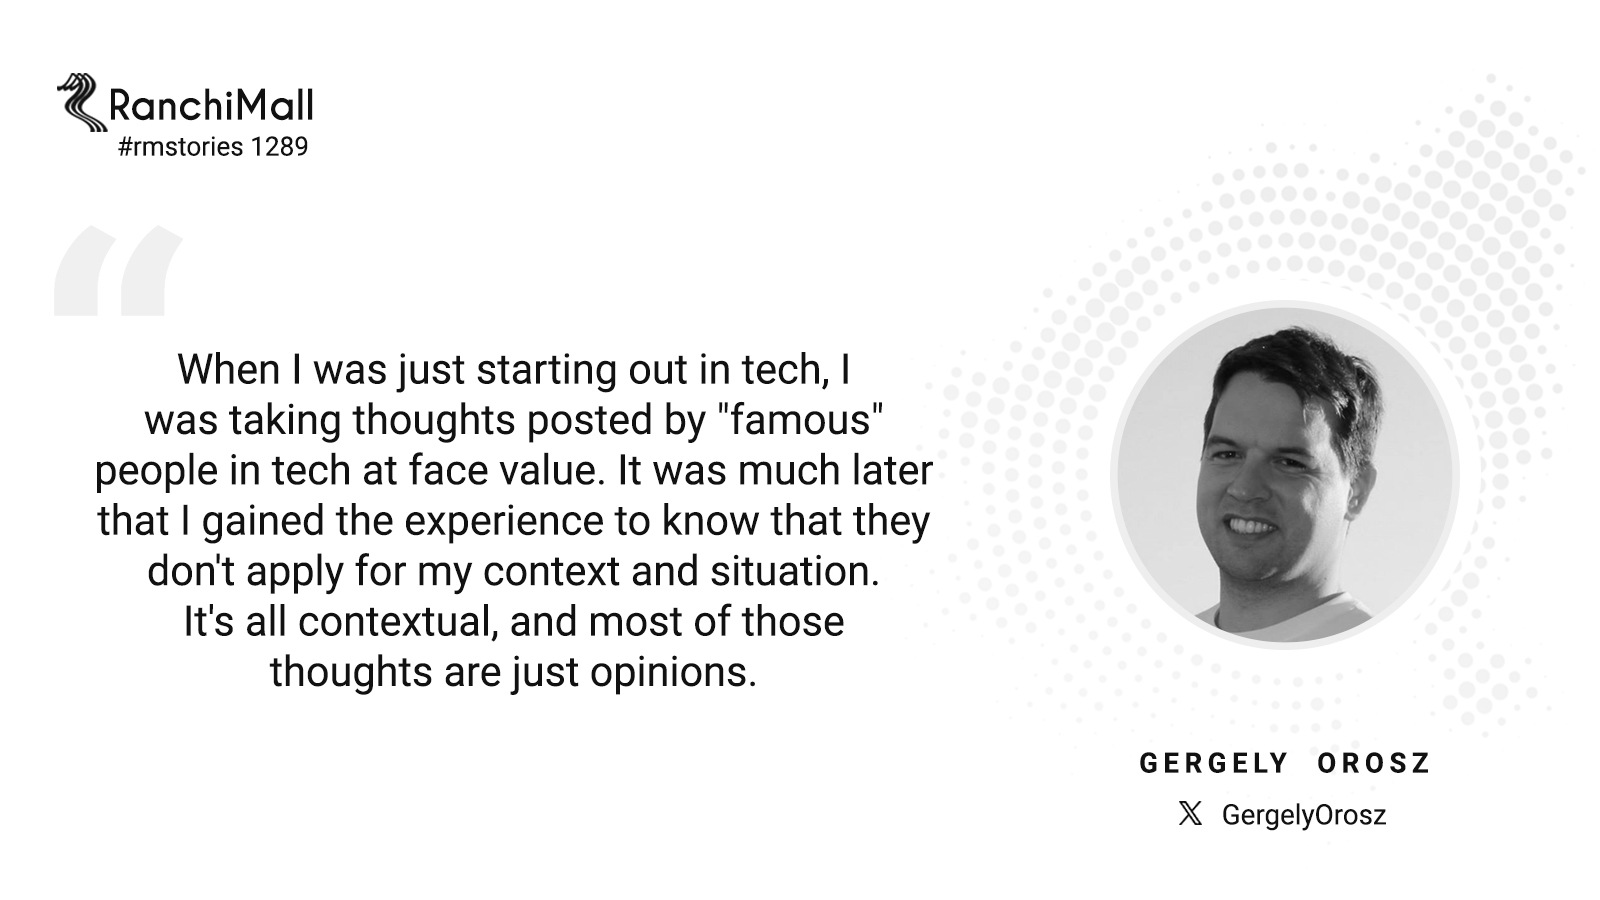 RanchiMall
#rmstories 1289
“
When I was just starting out in tech, I
was taking thoughts posted by "famous"
people in tech at face value. It was much later
that I gained the experience to know that they
don't apply for my context and situation.
It's all contextual, and most of those
thoughts are just opinions.
GERGELY OROSZ
X GergelyOrosz